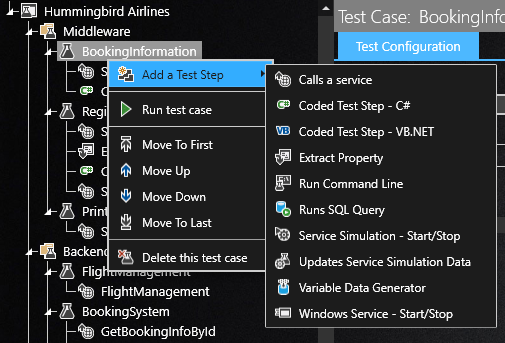 Hummingbird Airlines
Test Case: BookingInfo
Middleware
BookingInformation
Test Configuration
S
Add a Test Step
Calls a service
C
Coded Test Step - C#
Regi
Run test case
Coded Test Step - VB.NET
S
Move To First
Extract Property
E
Move Up
Run Command Line
C
Move Down
Runs SQL Query
S
Move To Last
Service Simulation - Start/Stop
Print
S
Delete this test case
Updates Service Simulation Data
Backend
FlightManagement
Variable Data Generator
FlightManagement
Windows Service - Start/Stop
BookingSystem
GetBookingInfoById